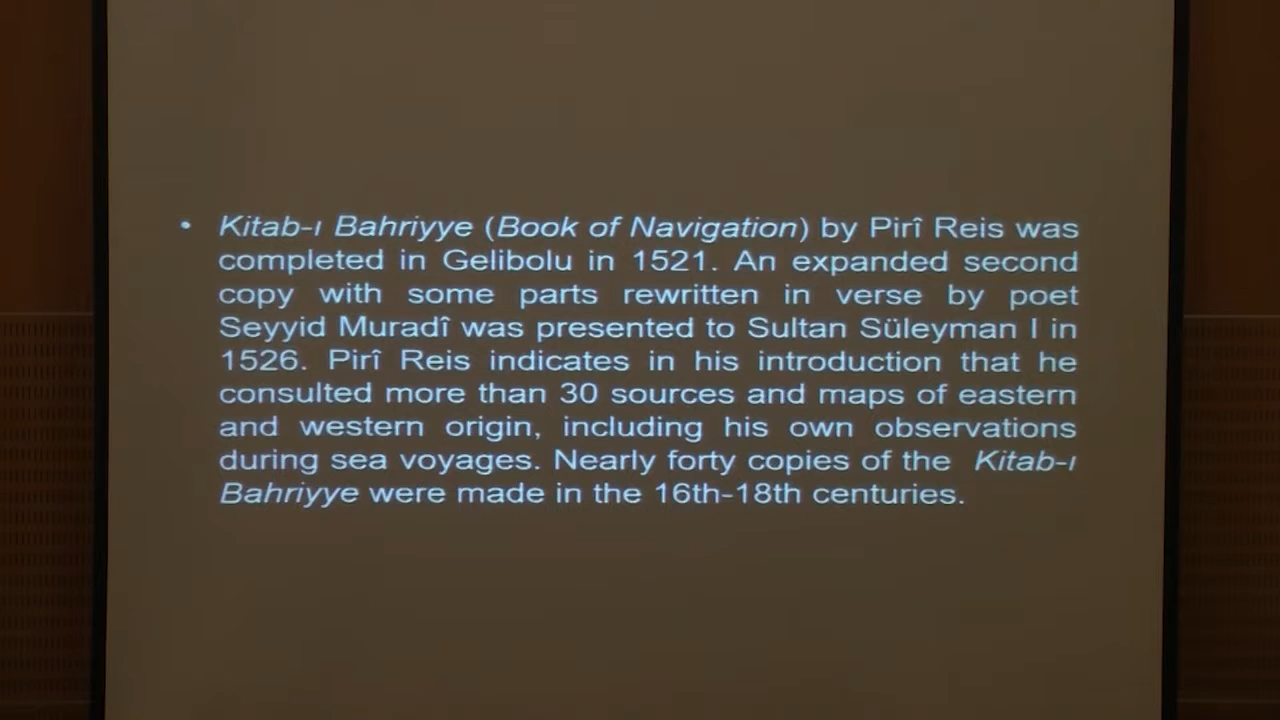 • Kitab-ı Bahriyye (Book of Navigation) by Pirî Reis was
completed in Gelibolu in 1521. An expanded second
copy with some parts rewritten in verse by poet
Seyyid Muradî was presented to Sultan Süleyman I in
1526. Pirî Reis indicates in his introduction that he
consulted more than 30 sources and maps of eastern
and western origin, including his own observations
during sea voyages. Nearly forty copies of the Kitab-ı
Bahriyye were made in the 16th-18th centuries.